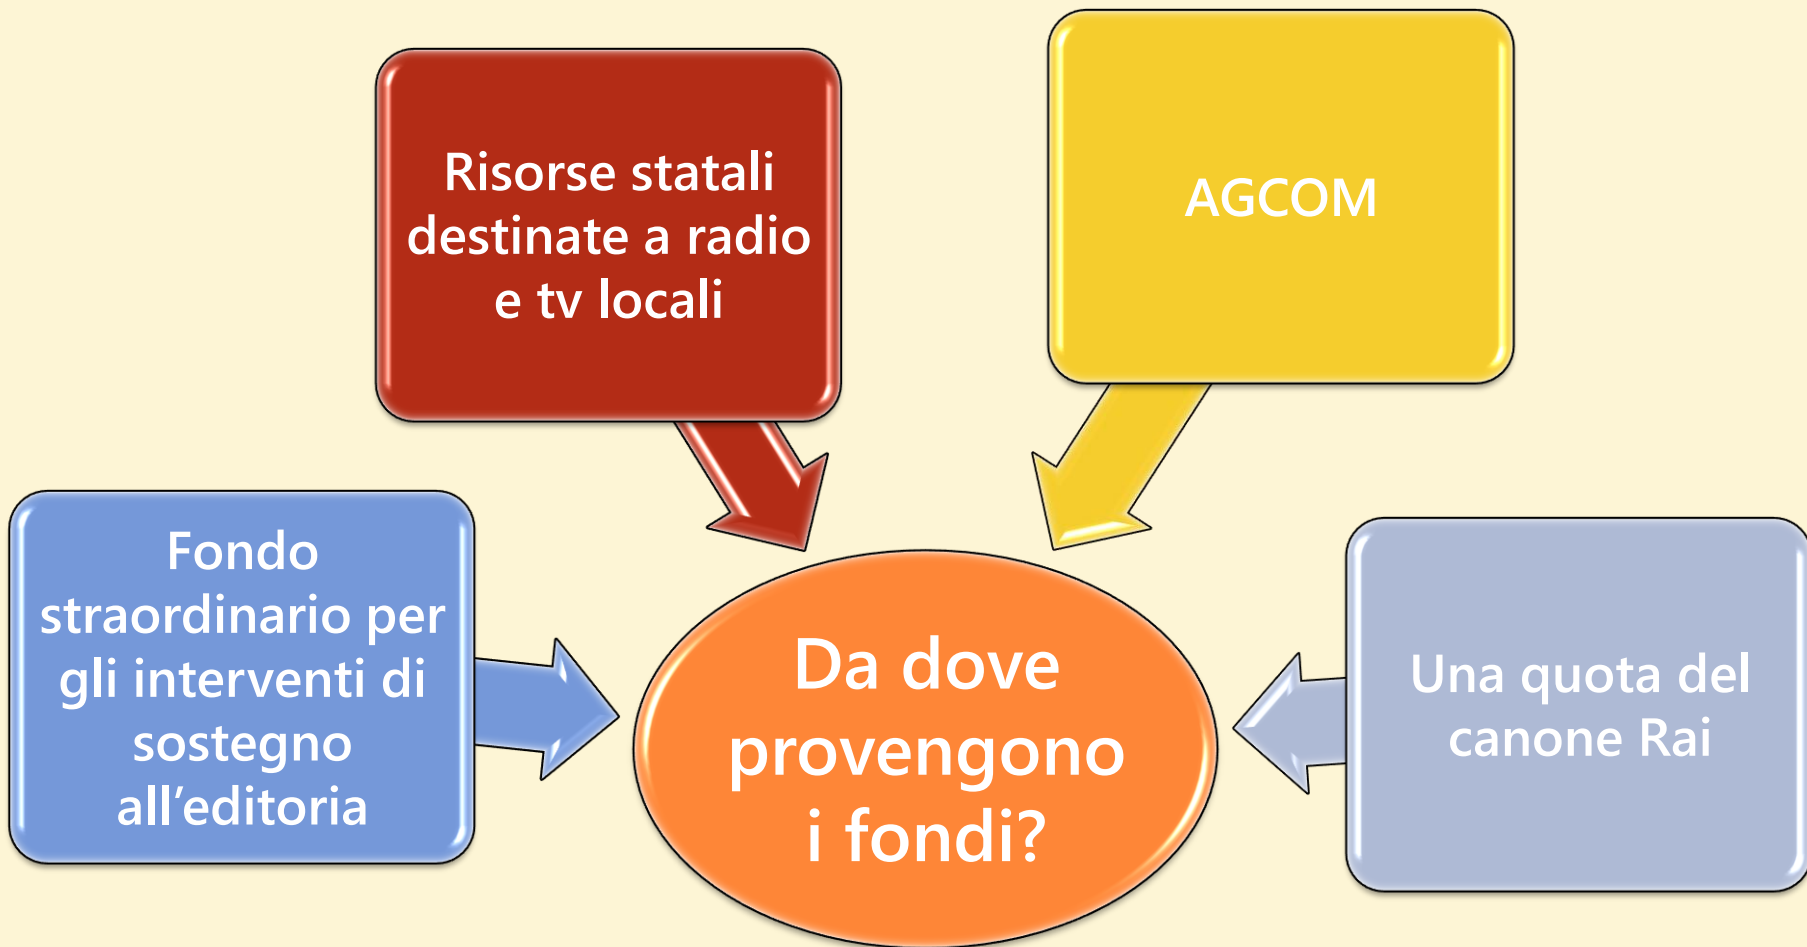 Risorse statali
destinate a radio
e tv locali
AGCOM
Fondo
straordinario per
gli interventi di
sostegno
all’editoria
Da dove
provengono
i fondi?
Una quota del
canone Rai